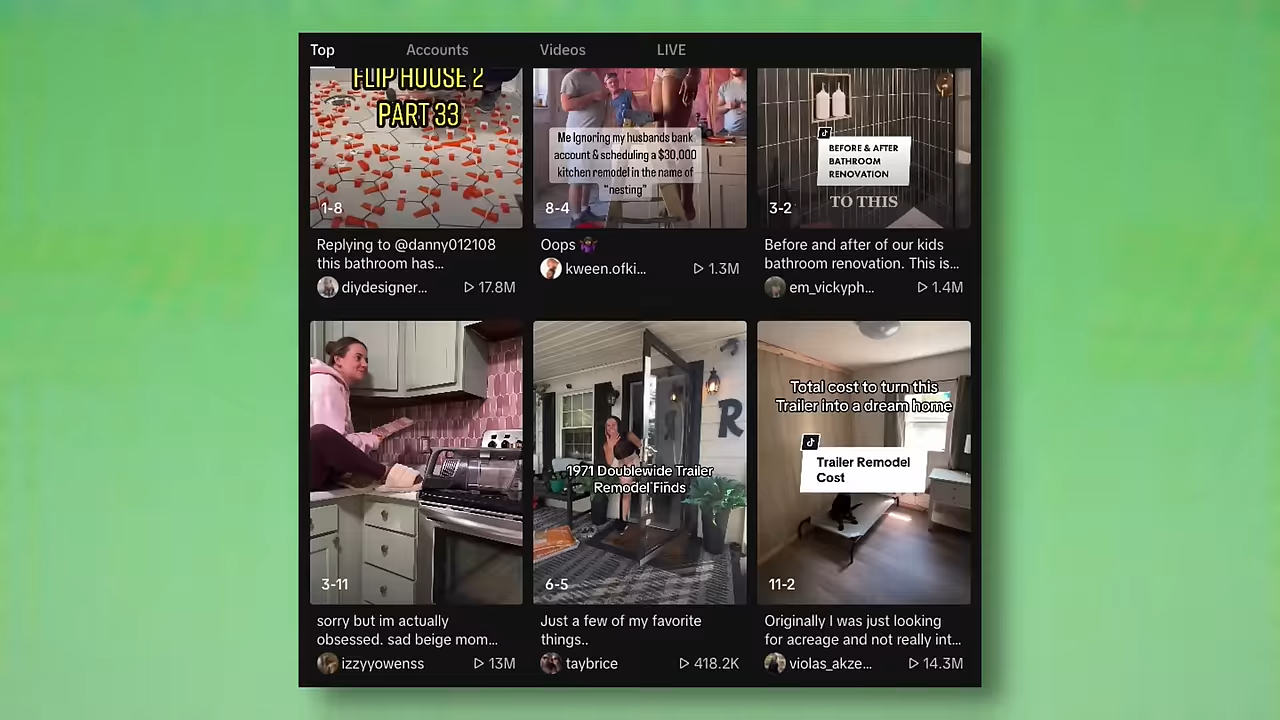 Top
Accounts
Videos
LIVE
FLIP HOUSE 2
PART 33
1-8
Replying to @danny012108
this bathroom has...
diydesigner...
17.8M
Me Ignoring my husbands bank
account & scheduling a $30,000
kitchen remodel in the name of
"nesting"
8-4
Oops 🤷🏾‍♀️
kween.ofki...
1.3M
BEFORE & AFTER
BATHROOM
RENOVATION
TO THIS
3-2
Before and after of our kids
bathroom renovation. This is...
em_vickyph...
1.4M
3-11
sorry but im actually
obsessed. sad beige mom...
izzyyowenss
13M
R
1971 Doublewide Trailer
Remodel Finds
6-5
Just a few of my favorite
things..
taybrice
418.2K
Total cost to turn this
Trailer into a dream home
Trailer Remodel
Cost
11-2
Originally I was just looking
for acreage and not really int...
violas_akze...
14.3M